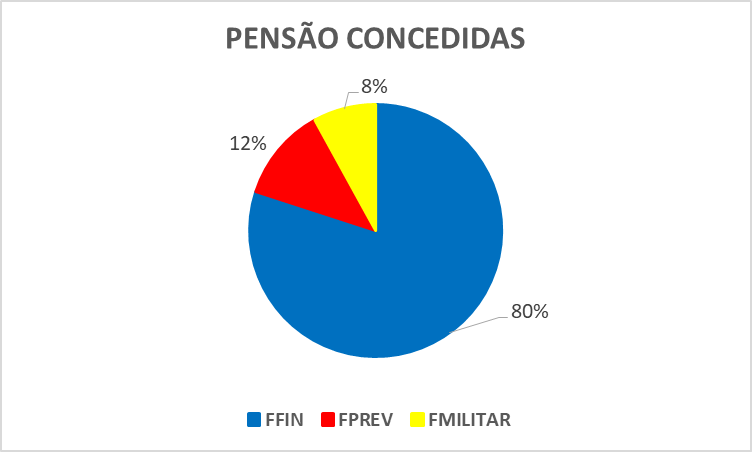 PENSÃO CONCEDIDAS
8%
12%
80%
FFIN FPREV FMILITAR